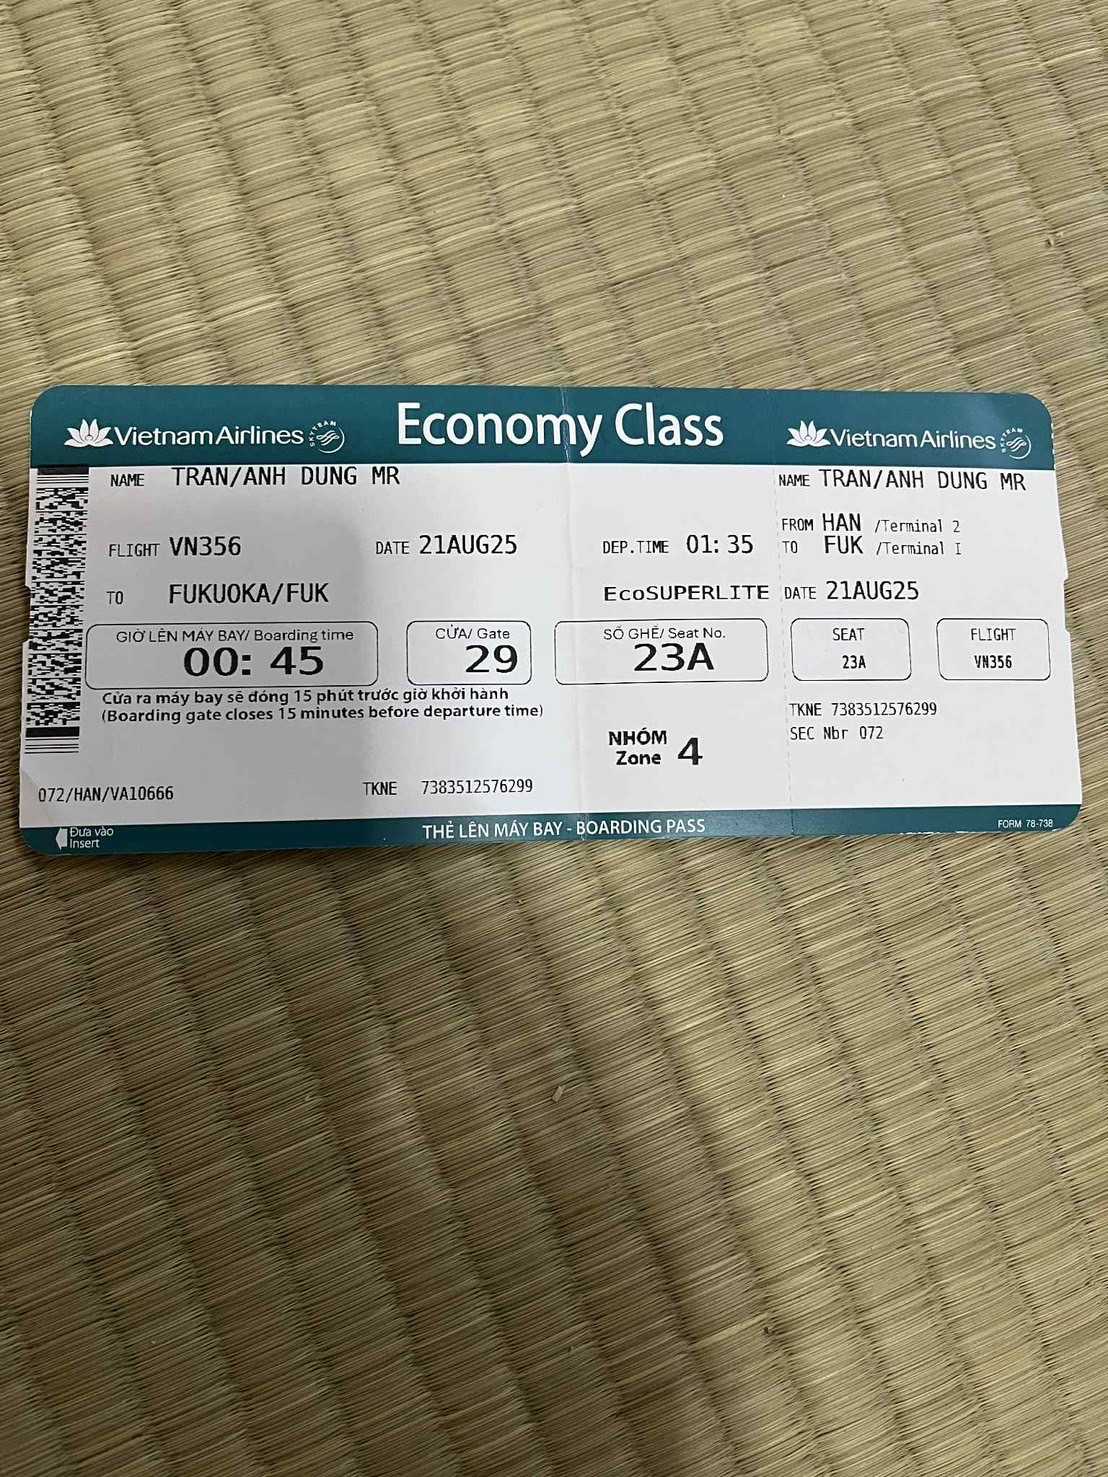 Economy Class
Vietnam Airlines SKYTEAM
Vietnam Airlines SKYTEAM
NAME TRAN/ANH DUNG MR
FLIGHT VN356 DATE 21AUG25 DEP.TIME 01: 35
TO FUKUOKA/FUK EcoSUPERLITE
GIỜ LÊN MÁY BAY/ Boarding time
00: 45
CỬA/ Gate
29
SỐ GHẾ/ Seat No.
23A
Cửa ra máy bay sẽ đóng 15 phút trước giờ khởi hành
(Boarding gate closes 15 minutes before departure time)
NHÓM
Zone 4
072/HAN/VA10666
TKNE 7383512576299
Đưa vào
Insert
THẺ LÊN MÁY BAY - BOARDING PASS
NAME TRAN/ANH DUNG MR
FROM HAN /Terminal 2
TO FUK /Terminal I
DATE 21AUG25
SEAT
23A
FLIGHT
VN356
TKNE 7383512576299
SEC Nbr 072
FORM 78-738